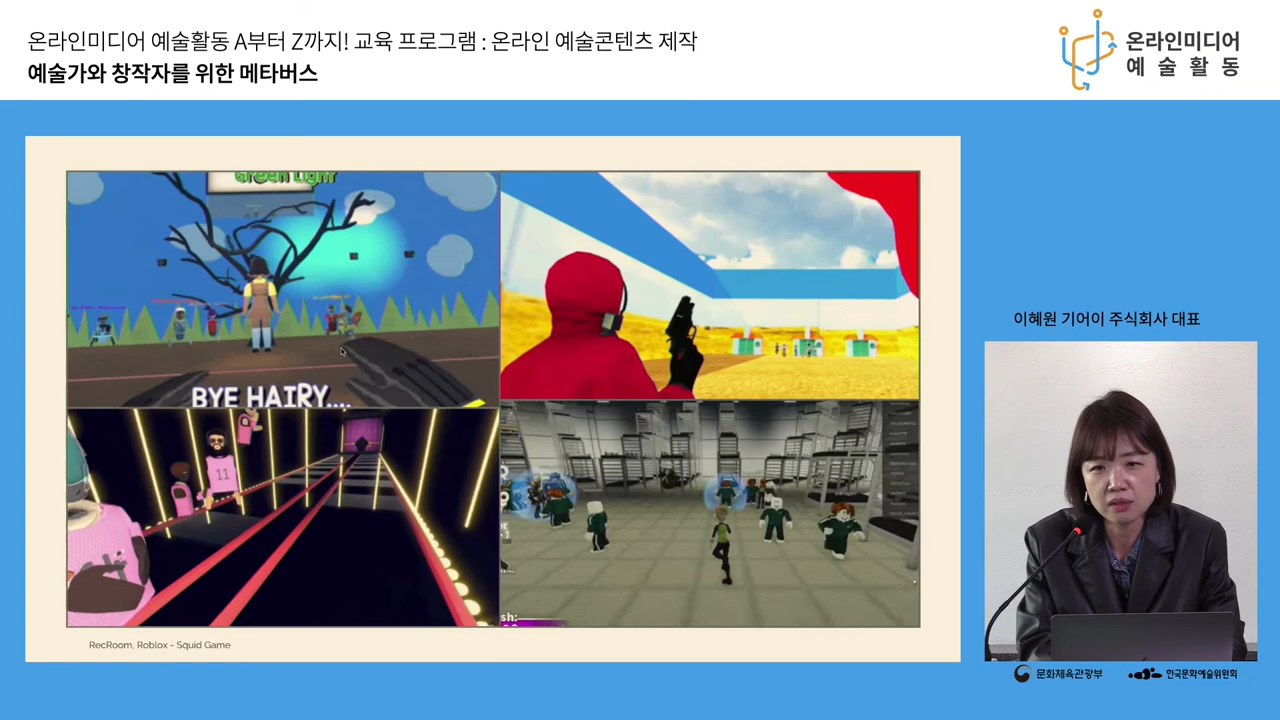 온라인미디어 예술활동 A부터 Z까지! 교육 프로그램 : 온라인 예술콘텐츠 제작
예술가와 창작자를 위한 메타버스
온라인미디어
예 술 활 동
Green Light
BYE HAIRY...
11
sh:
RecRoom, Roblox - Squid Game
이혜원 기어이 주식회사 대표
문화체육관광부
한국문화예술위원회